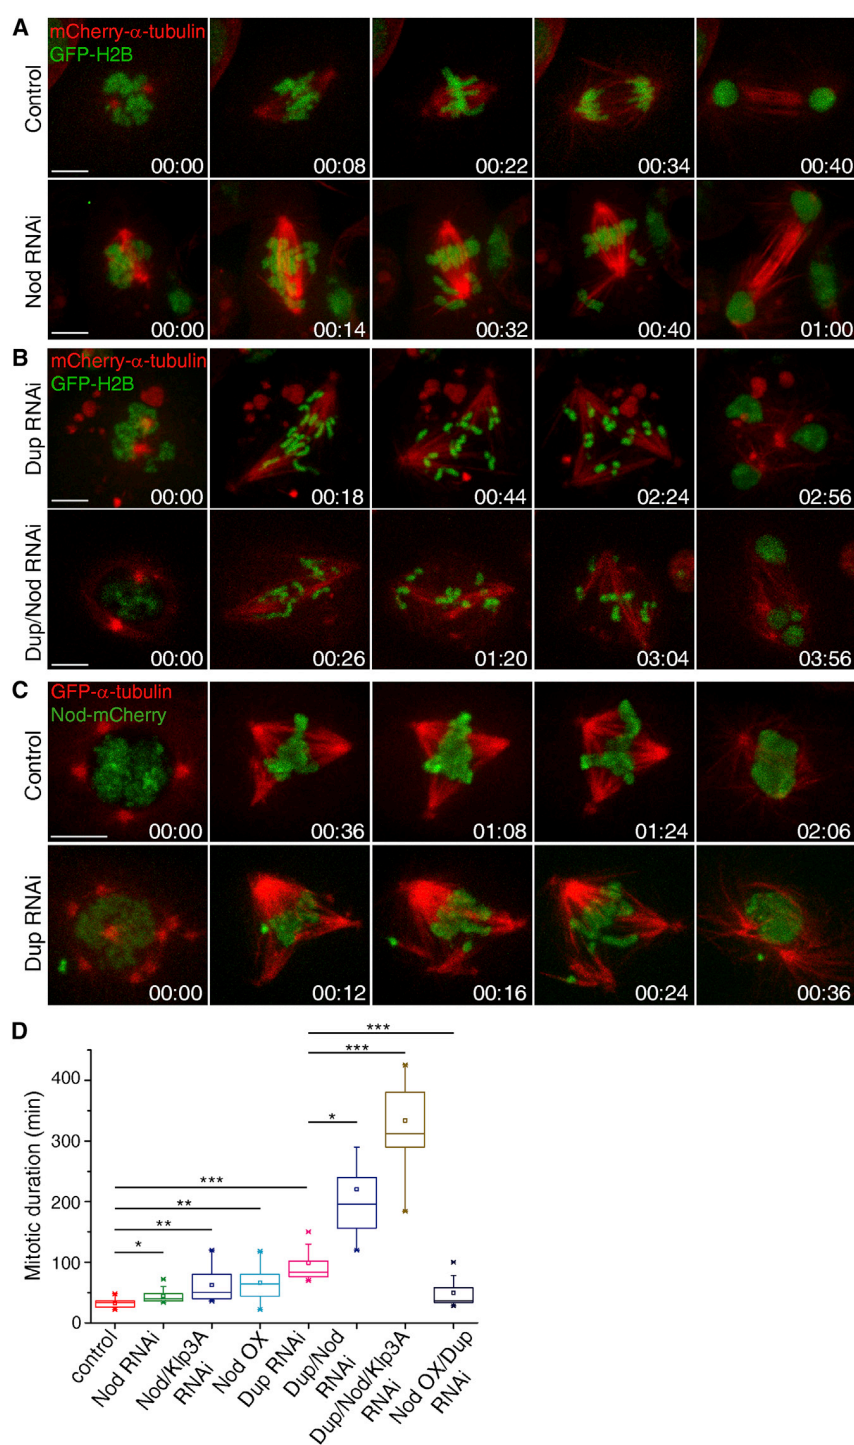 A
mCherry-α-tubulin
GFP-H2B
Control
00:00
00:08
00:22
00:34
00:40
Nod RNAi
00:00
00:14
00:32
00:40
01:00
B
mCherry-α-tubulin
GFP-H2B
Dup RNAi
00:00
00:18
00:44
02:24
02:56
Dup/Nod RNAi
00:00
00:26
01:20
03:04
03:56
C
GFP-α-tubulin
Nod-mCherry
Control
00:00
00:36
01:08
01:24
02:06
Dup RNAi
00:00
00:12
00:16
00:24
00:36
D
Mitotic duration (min)
400
300
200
100
0
***
***
*
***
**
**
*
control
Nod RNAi
Nod/Klp3A
RNAi
Nod OX
Dup RNAi
Dup/Nod
RNAi
Dup/Nod/Klp3A
RNAi
Nod OX/Dup
RNAi